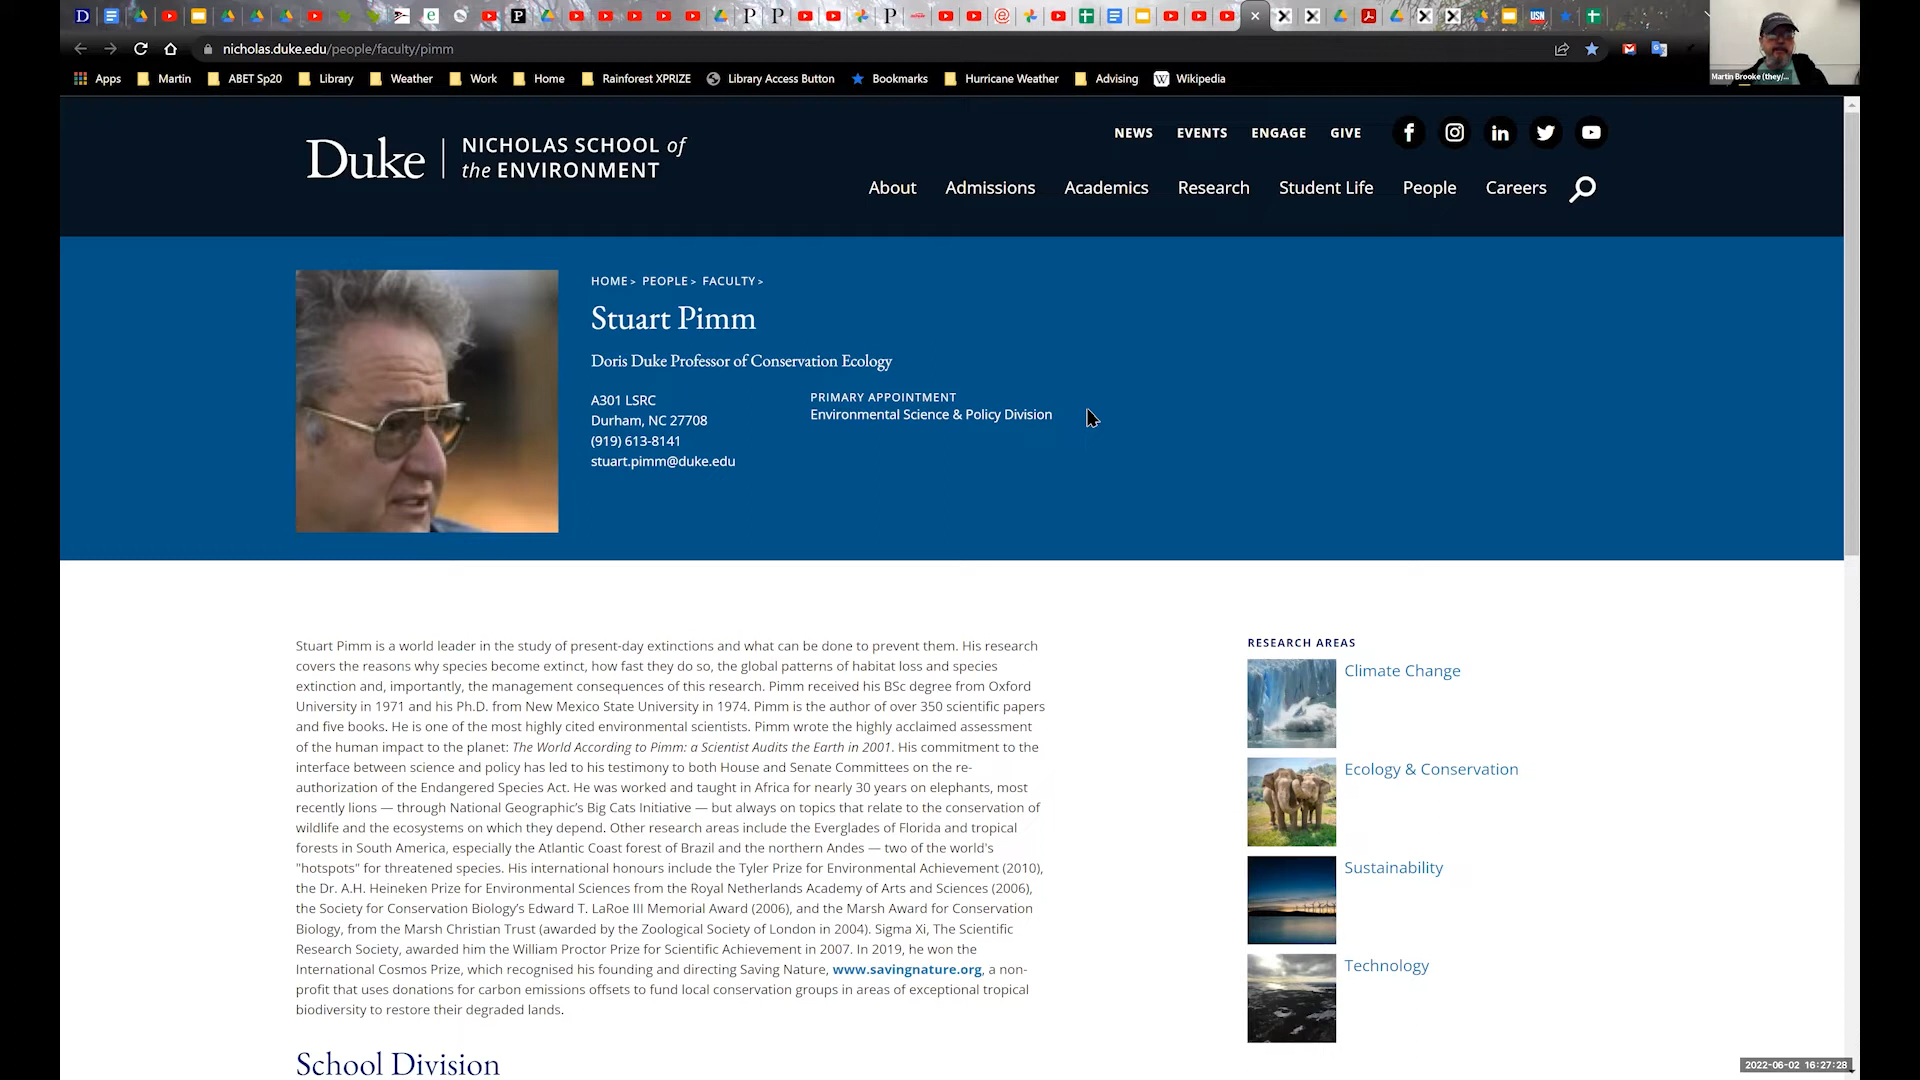 nicholas.duke.edu/people/faculty/pimm
Apps Martin ABET Sp20 Library Weather Work Home Rainforest XPRIZE Library Access Button Bookmarks Hurricane Weather Advising Wikipedia
Martin Brooke (they/...
NEWS EVENTS ENGAGE GIVE
Duke NICHOLAS SCHOOL of
the ENVIRONMENT
About Admissions Academics Research Student Life People Careers
HOME > PEOPLE > FACULTY >
Stuart Pimm
Doris Duke Professor of Conservation Ecology
A301 LSRC
Durham, NC 27708
(919) 613-8141
stuart.pimm@duke.edu
PRIMARY APPOINTMENT
Environmental Science & Policy Division
Stuart Pimm is a world leader in the study of present-day extinctions and what can be done to prevent them. His research
covers the reasons why species become extinct, how fast they do so, the global patterns of habitat loss and species
extinction and, importantly, the management consequences of this research. Pimm received his BSc degree from Oxford
University in 1971 and his Ph.D. from New Mexico State University in 1974. Pimm is the author of over 350 scientific papers
and five books. He is one of the most highly cited environmental scientists. Pimm wrote the highly acclaimed assessment
of the human impact to the planet: The World According to Pimm: a Scientist Audits the Earth in 2001. His commitment to the
interface between science and policy has led to his testimony to both House and Senate Committees on the re-
authorization of the Endangered Species Act. He was worked and taught in Africa for nearly 30 years on elephants, most
recently lions — through National Geographic's Big Cats Initiative — but always on topics that relate to the conservation of
wildlife and the ecosystems on which they depend. Other research areas include the Everglades of Florida and tropical
forests in South America, especially the Atlantic Coast forest of Brazil and the northern Andes — two of the world's
"hotspots" for threatened species. His international honours include the Tyler Prize for Environmental Achievement (2010),
the Dr. A.H. Heineken Prize for Environmental Sciences from the Royal Netherlands Academy of Arts and Sciences (2006),
the Society for Conservation Biology's Edward T. LaRoe III Memorial Award (2006), and the Marsh Award for Conservation
Biology, from the Marsh Christian Trust (awarded by the Zoological Society of London in 2004). Sigma Xi, The Scientific
Research Society, awarded him the William Proctor Prize for Scientific Achievement in 2007. In 2019, he won the
International Cosmos Prize, which recognised his founding and directing Saving Nature, www.savingnature.org, a non-
profit that uses donations for carbon emissions offsets to fund local conservation groups in areas of exceptional tropical
biodiversity to restore their degraded lands.
School Division
RESEARCH AREAS
Climate Change
Ecology & Conservation
Sustainability
Technology
2022-06-02 16:27:28